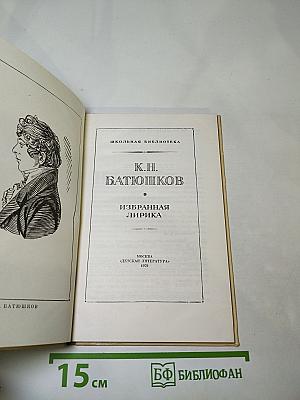 ШКОЛЬНАЯ БИБЛИОТЕКА
К.Н.
БАТЮШКОВ
ИЗБРАННАЯ
ЛИРИКА
МОСКВА
«ДЕТСКАЯ ЛИТЕРАТУРА»
БАТЮШКОВ
15 см
БФ БИБЛИОФАН